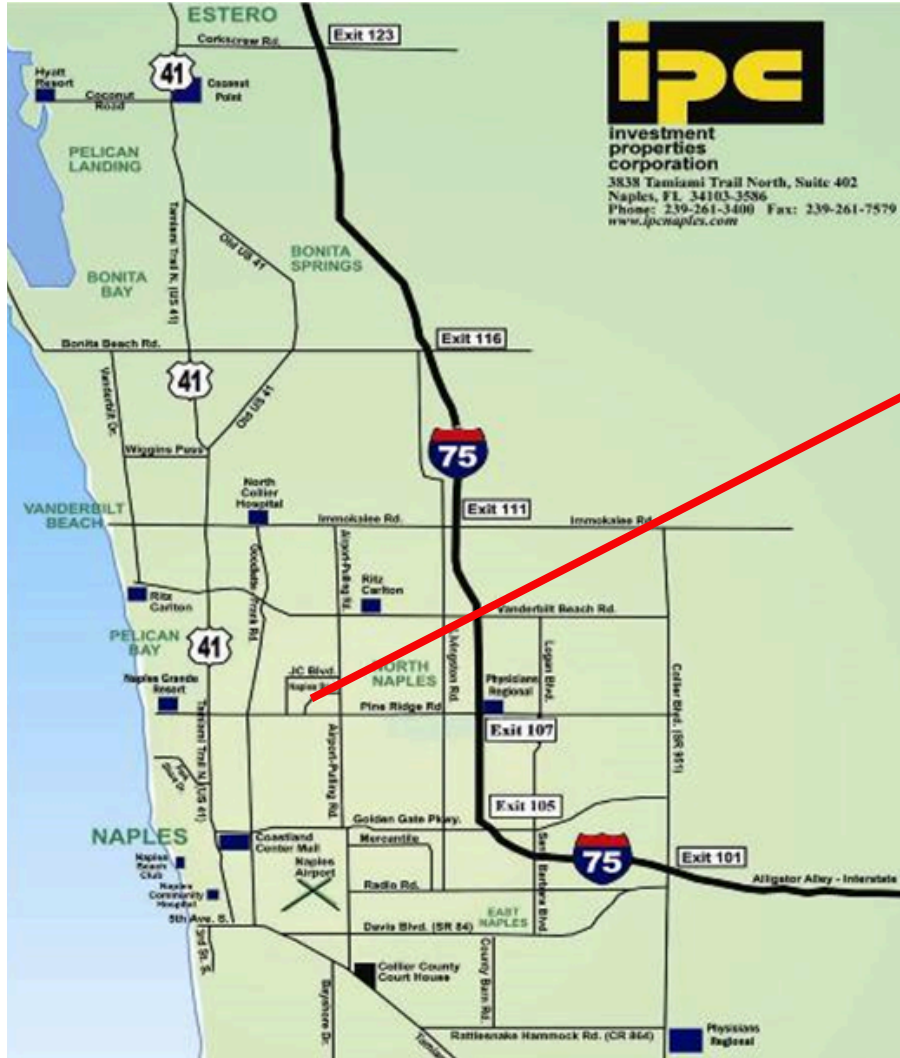 ESTERO
Corkscrew Rd.
Exit 123
ipc
investment
properties
corporation
3838 Tamiami Trail North, Suite 402
Naples, FL 34103-3586
Phone: 239-261-3400 Fax: 239-261-7579
www.ipcnaples.com
Hyatt
Resort
41
Coconut
Point
Coconut
Road
PELICAN
LANDING
Tamiami Trail N. (US 41)
Old US 41
BONITA
SPRINGS
BONITA
BAY
Exit 116
Bonita Beach Rd.
Vanderbilt Dr.
41
Old US 41
Wiggins Pass
75
North
Collier
Hospital
VANDERBILT
BEACH
Exit 111
Immokalee Rd.
Immokalee Rd.
Goodlette-Frank Rd.
Airport-Pulling Rd.
Ritz
Carlton
Ritz
Carlton
Vanderbilt Beach Rd.
PELICAN
BAY
41
Livingston Rd.
Logan Blvd.
Collier Blvd. (SR 951)
JC Blvd.
Naples
NORTH
NAPLES
Naples Grande
Resort
Physicians
Regional
Pine Ridge Rd
Exit 107
Tamiami Trail N. (US 41)
Airport-Pulling Rd.
Park
Shore Dr.
Exit 105
Golden Gate Pkwy.
NAPLES
Coastland
Center Mall
Mercantile
Santa Barbara Blvd
75
Exit 101
Naples
Beach
Club
Naples
Airport
Radio Rd.
Alligator Alley - Interstate
Naples
Community
Hospital
5th Ave. S.
3rd St. S.
EAST
NAPLES
Davis Blvd. (SR 84)
Collier County
Court House
County Barn Rd.
Bayshore Dr.
Rattlesnake Hammock Rd. (CR 864)
Physicians
Regional